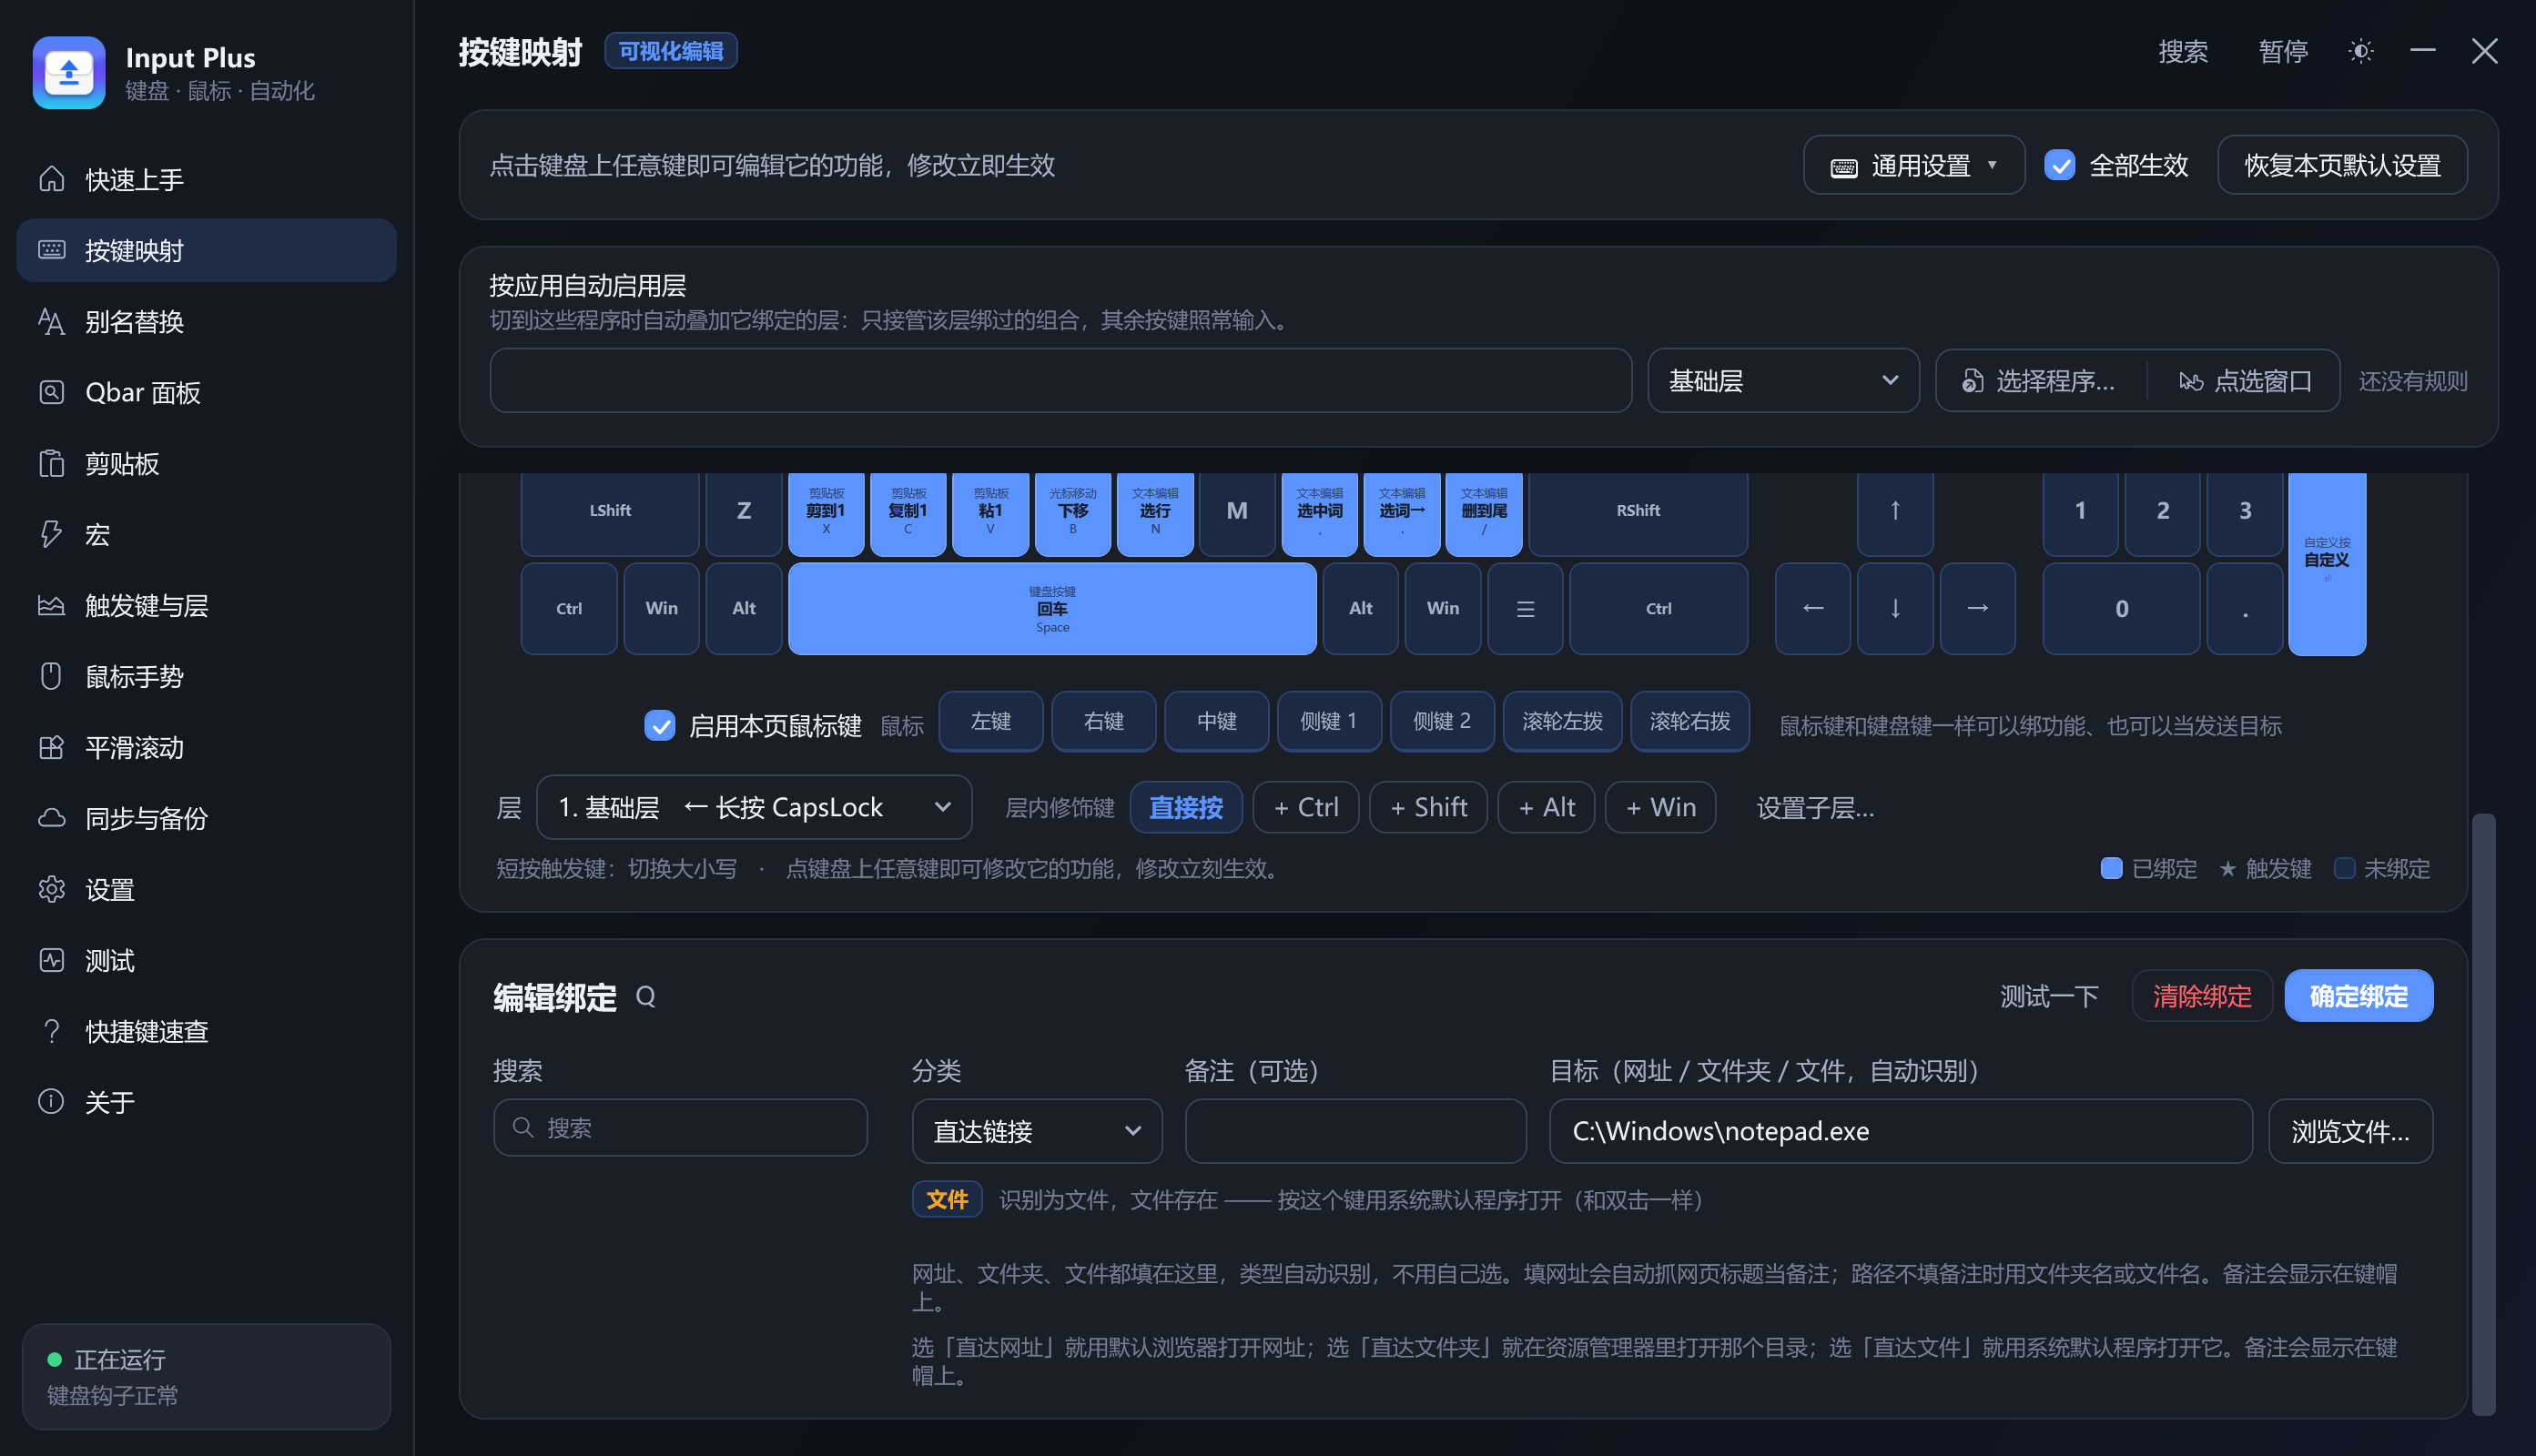 Input Plus
键盘 · 鼠标 · 自动化
快速上手
按键映射
别名替换
Qbar 面板
剪贴板
宏
触发键与层
鼠标手势
平滑滚动
同步与备份
设置
测试
快捷键速查
关于
正在运行
键盘钩子正常
按键映射 可视化编辑 搜索 暂停
点击键盘上任意键即可编辑它的功能，修改立即生效 通用设置 ▼ 全部生效 恢复本页默认设置
按应用自动启用层
切到这些程序时自动叠加它绑定的层：只接管该层绑过的组合，其余按键照常输入。
基础层 选择程序... 点选窗口 还没有规则
剪贴板 剪贴板 剪贴板 光标移动 文本编辑 文本编辑 文本编辑 文本编辑
LShift Z 剪到1 复制1 粘1 下移 选行 M 选中词 选词→ 删到尾 RShift ↑ 1 2 3
X C V B N , . /
自定义按
自定义
⏎
键盘按键
Ctrl Win Alt 回车 Alt Win ☰ Ctrl ← ↓ → 0 .
Space
启用本页鼠标键 鼠标 左键 右键 中键 侧键 1 侧键 2 滚轮左拨 滚轮右拨 鼠标键和键盘键一样可以绑功能、也可以当发送目标
层 1. 基础层 ← 长按 CapsLock 层内修饰键 直接按 + Ctrl + Shift + Alt + Win 设置子层...
短按触发键：切换大小写 · 点键盘上任意键即可修改它的功能，修改立刻生效。 已绑定 ★ 触发键 未绑定
编辑绑定 Q 测试一下 清除绑定 确定绑定
搜索 分类 备注（可选） 目标（网址 / 文件夹 / 文件，自动识别）
搜索 直达链接 C:\Windows\notepad.exe 浏览文件...
文件 识别为文件，文件存在 —— 按这个键用系统默认程序打开（和双击一样）
网址、文件夹、文件都填在这里，类型自动识别，不用自己选。填网址会自动抓网页标题当备注；路径不填备注时用文件夹名或文件名。备注会显示在键帽
上。
选「直达网址」就用默认浏览器打开网址；选「直达文件夹」就在资源管理器里打开那个目录；选「直达文件」就用系统默认程序打开它。备注会显示在键
帽上。